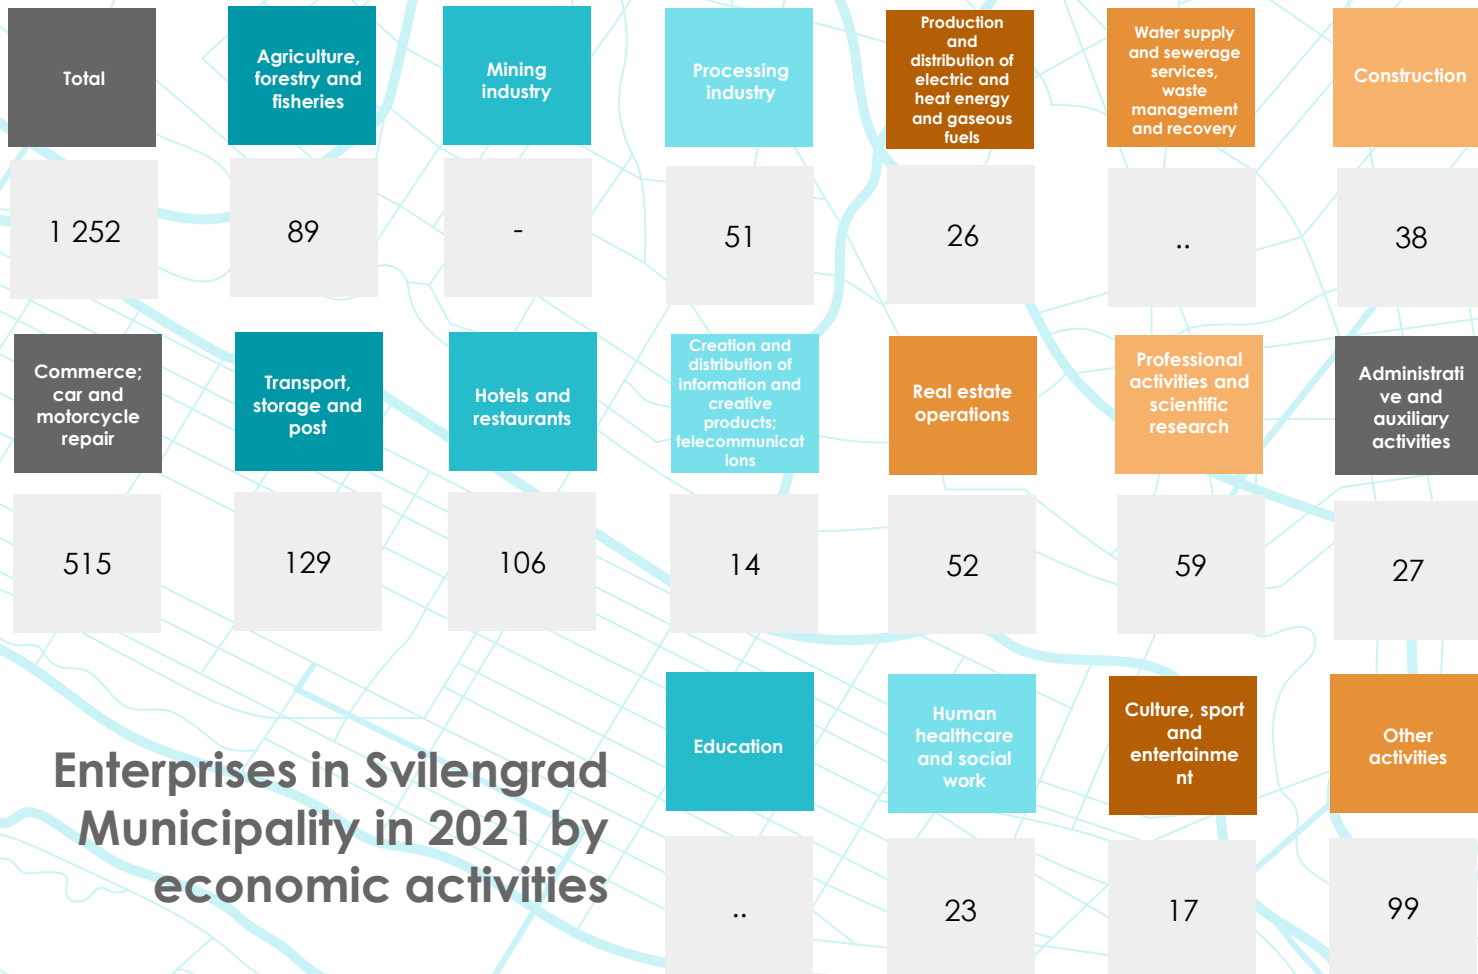 Total
Agriculture,
forestry and
fisheries
Mining
industry
Processing
industry
Production
and
distribution of
electric and
heat energy
and gaseous
fuels
Water supply
and sewerage
services,
waste
management
and recovery
Construction
1 252
89
-
51
26
..
38
Commerce;
car and
motorcycle
repair
Transport,
storage and
post
Hotels and
restaurants
Creation and
distribution of
information and
creative
products;
telecommunicat
ions
Real estate
operations
Professional
activities and
scientific
research
Administrati
ve and
auxiliary
activities
515
129
106
14
52
59
27
Education
Human
healthcare
and social
work
Culture, sport
and
entertainme
nt
Other
activities
..
23
17
99
Enterprises in Svilengrad
Municipality in 2021 by
economic activities